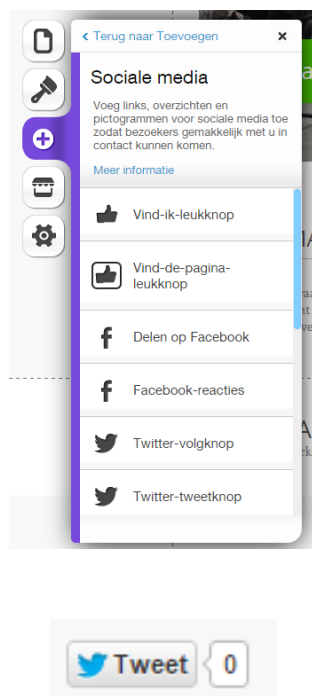 Terug naar Toevoegen
Sociale media
Voeg links, overzichten en
pictogrammen voor sociale media toe
zodat bezoekers gemakkelijk met u in
contact kunnen komen.
Meer informatie
Vind-ik-leukknop
Vind-de-pagina-
leukknop
Delen op Facebook
Facebook-reacties
Twitter-volgknop
Twitter-tweetknop
Tweet 0